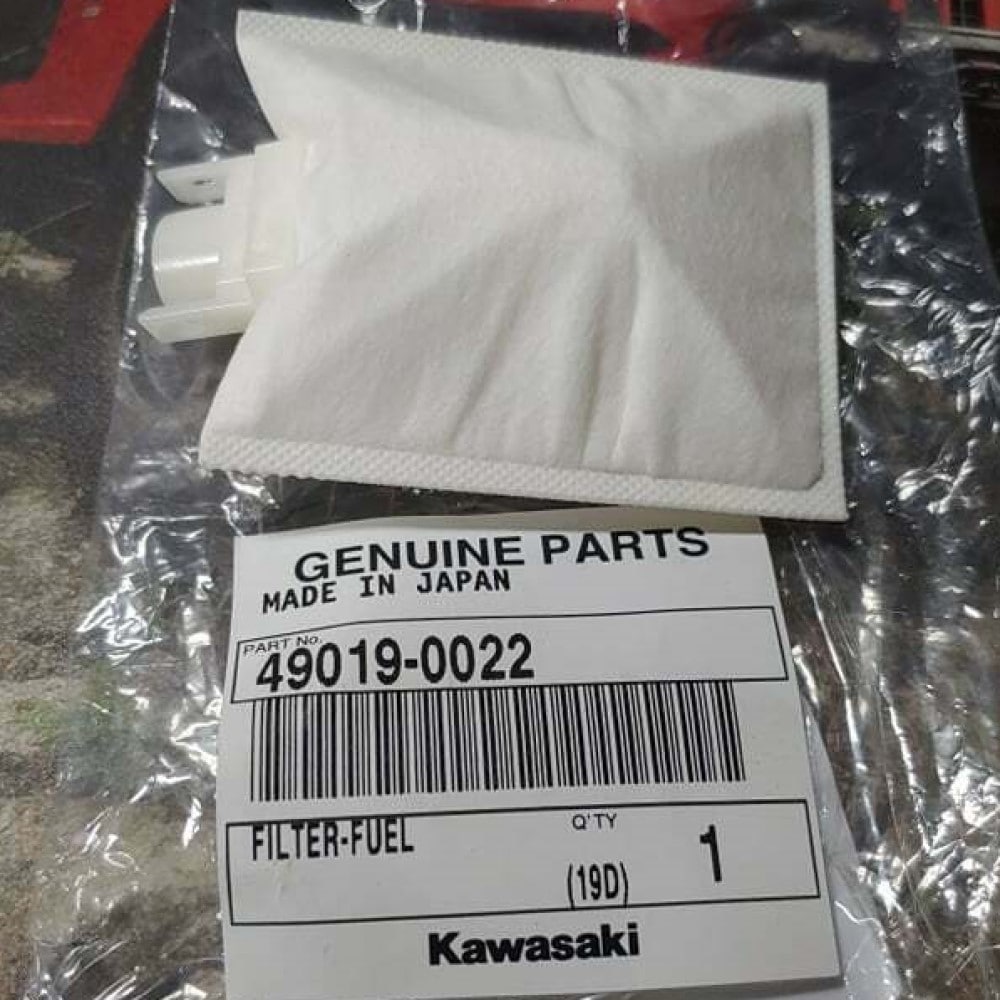 GENUINE PARTS
MADE IN JAPAN
PART No.
49019-0022
FILTER-FUEL
Q'TY
(19D)
1
Kawasaki